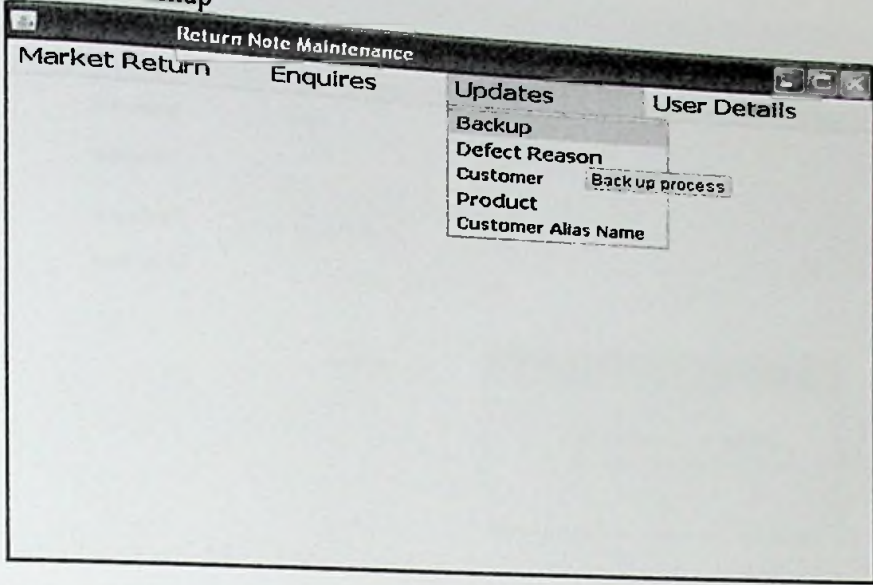 Return Note Maintenance
Market Return Enquires Updates User Details
Backup
Defect Reason
Customer Back up process
Product
Customer Alias Name